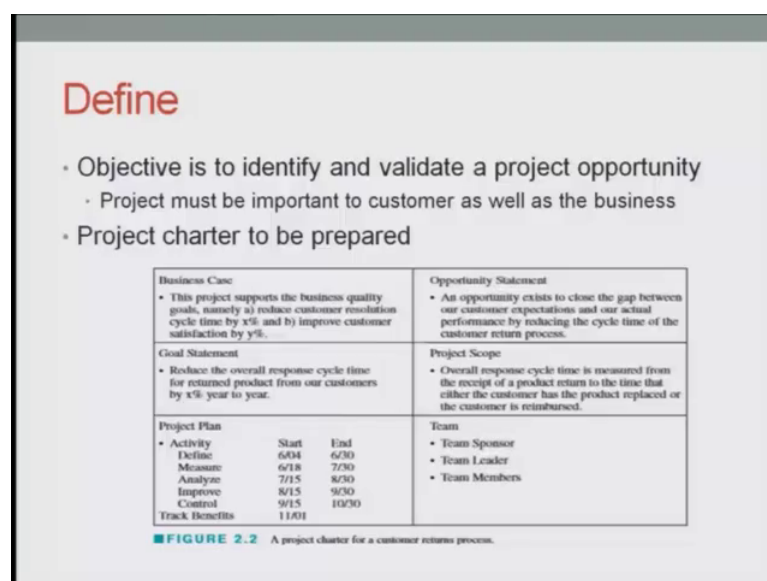 Define
• Objective is to identify and validate a project opportunity
• Project must be important to customer as well as the business
• Project charter to be prepared
Business Case
• This project supports the business quality
goals, namely a) reduce customer resolution
cycle time by x% and b) improve customer
satisfaction by y%.
Opportunity Statement
• An opportunity exists to close the gap between
our customer expectations and our actual
performance by reducing the cycle time of the
customer return process.
Goal Statement
• Reduce the overall response cycle time
for returned product from our customers
by x% year to year.
Project Scope
• Overall response cycle time is measured from
the receipt of a product return to the time that
either the customer has the product replaced or
the customer is reimbursed.
Project Plan
• Activity Start End
Define 6/04 6/30
Measure 6/18 7/30
Analyze 7/15 8/30
Improve 8/15 9/30
Control 9/15 10/30
Track Benefits 11/01
Team
• Team Sponsor
• Team Leader
• Team Members
■ FIGURE 2.2 A project charter for a customer returns process.